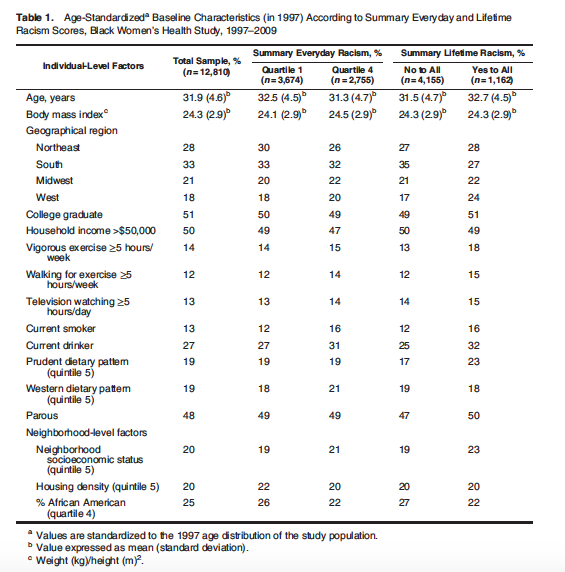 Table 1. Age-Standardizedᵃ Baseline Characteristics (in 1997) According to Summary Everyday and Lifetime
Racism Scores, Black Women's Health Study, 1997–2009
Individual-Level Factors Total Sample, % (n = 12,810) Summary Everyday Racism, % Summary Lifetime Racism, %
Quartile 1 (n = 3,674) Quartile 4 (n = 2,755) No to All (n = 4,155) Yes to All (n = 1,162)
Age, years 31.9 (4.6)ᵇ 32.5 (4.5)ᵇ 31.3 (4.7)ᵇ 31.5 (4.7)ᵇ 32.7 (4.5)ᵇ
Body mass indexᶜ 24.3 (2.9)ᵇ 24.1 (2.9)ᵇ 24.5 (2.9)ᵇ 24.3 (2.9)ᵇ 24.3 (2.9)ᵇ
Geographical region
Northeast 28 30 26 27 28
South 33 33 32 35 27
Midwest 21 20 22 21 22
West 18 18 20 17 24
College graduate 51 50 49 49 51
Household income >$50,000 50 49 47 50 49
Vigorous exercise ≥5 hours/
week 14 14 15 13 18
Walking for exercise ≥5
hours/week 12 12 14 12 15
Television watching ≥5
hours/day 13 13 14 14 15
Current smoker 13 12 16 12 16
Current drinker 27 27 31 25 32
Prudent dietary pattern
(quintile 5) 19 19 19 17 23
Western dietary pattern
(quintile 5) 19 18 21 19 18
Parous 48 49 49 47 50
Neighborhood-level factors
Neighborhood
socioeconomic status
(quintile 5) 20 19 21 19 23
Housing density (quintile 5) 20 22 20 20 20
% African American
(quartile 4) 25 26 22 27 22
ᵃ Values are standardized to the 1997 age distribution of the study population.
ᵇ Value expressed as mean (standard deviation).
ᶜ Weight (kg)/height (m)².